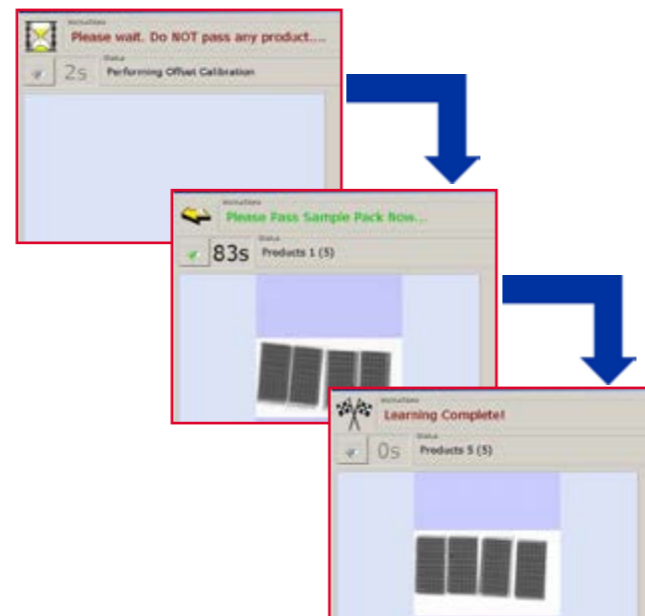 Instructions
Please wait. Do NOT pass any product....
Status
2s Performing Offset Calibration
Instructions
Please Pass Sample Pack Now...
Status
83s Products 1 (5)
Instructions
Learning Complete!
Status
0s Products 5 (5)